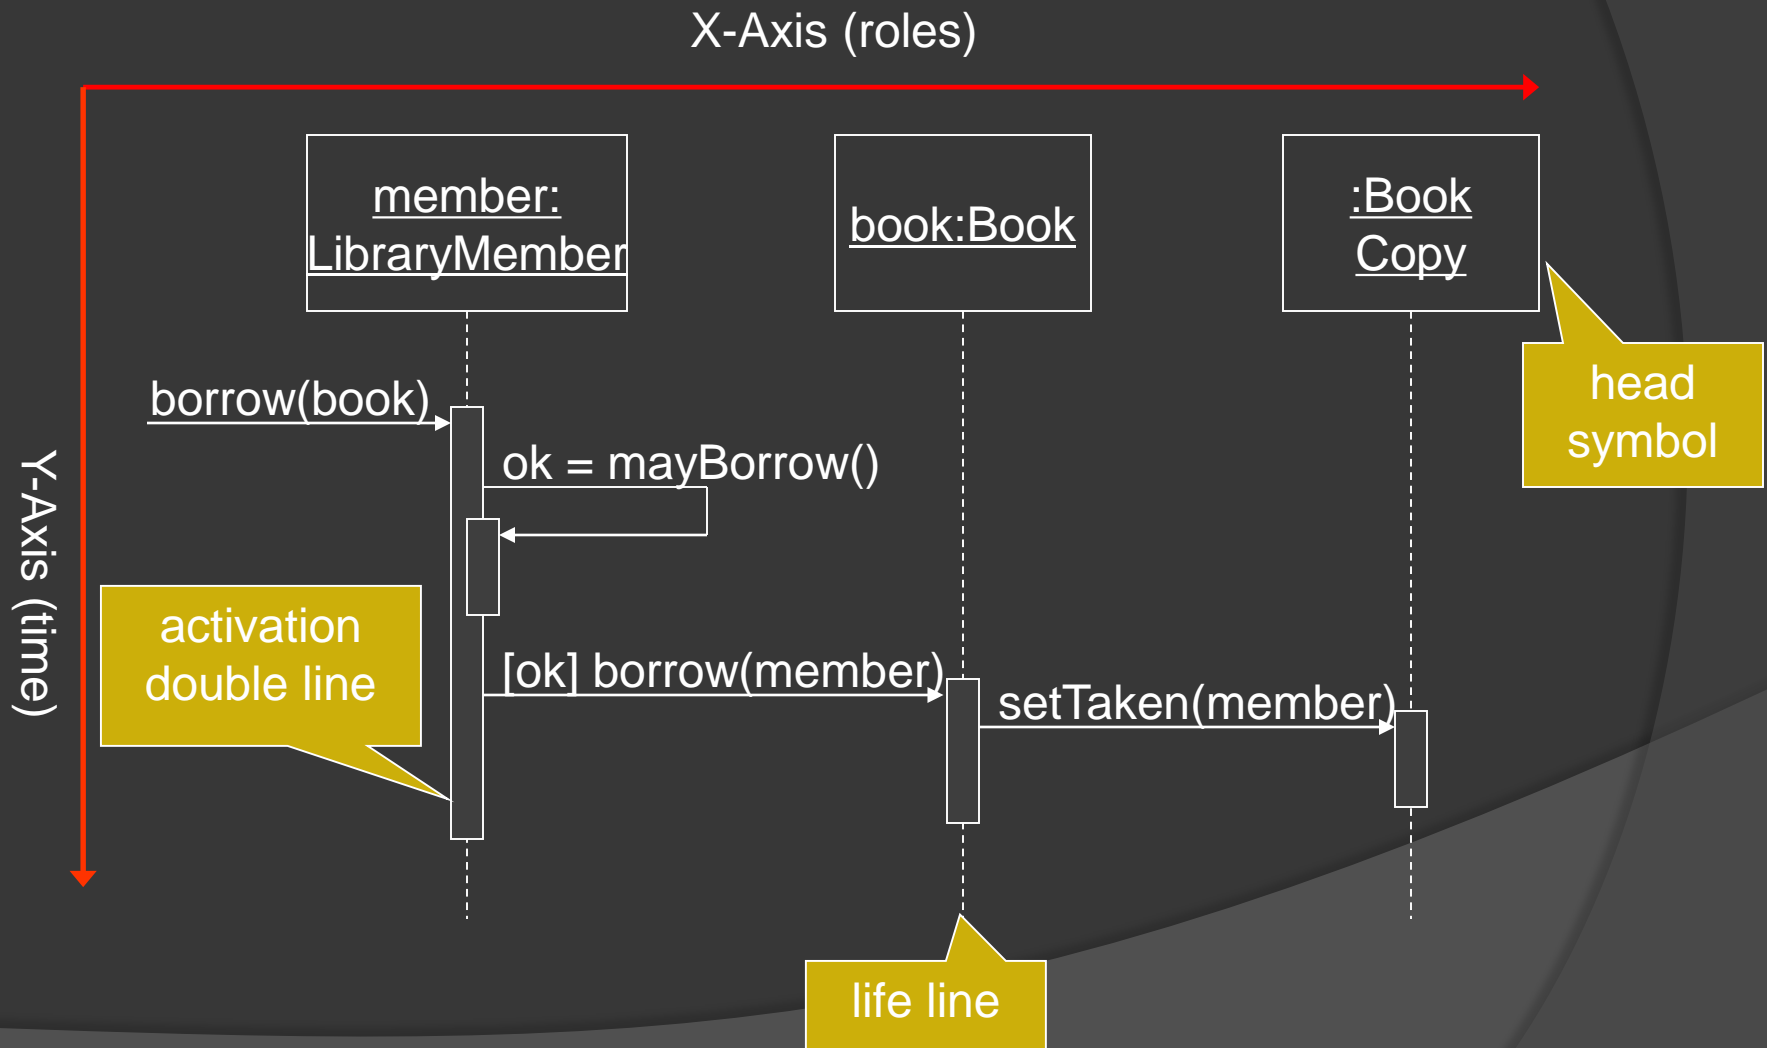 X-Axis (roles)
member:
LibraryMember
book:Book
:Book
Copy
head
symbol
borrow(book)
ok = mayBorrow()
Y-Axis (time)
activation
double line
[ok] borrow(member)
setTaken(member)
life line